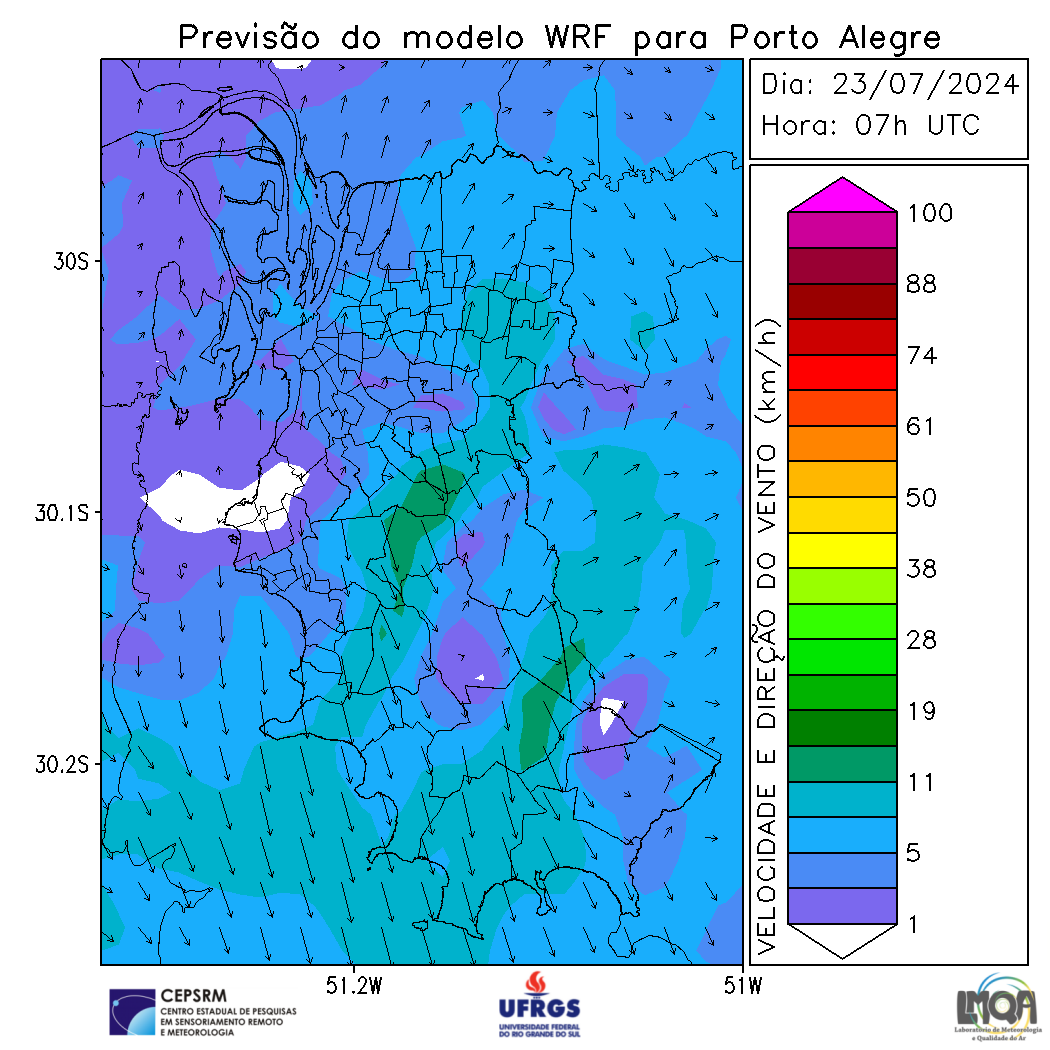 Previsão do modelo WRF para Porto Alegre
Dia: 23/07/2024
Hora: 07h UTC
30S
30.1S
30.2S
51.2W
51W
VELOCIDADE E DIREÇÃO DO VENTO (km/h)
100
88
74
61
50
38
28
19
11
5
1
CEPSRM
CENTRO ESTADUAL DE PESQUISAS
EM SENSORIAMENTO REMOTO
E METEOROLOGIA
UFRGS
UNIVERSIDADE FEDERAL
DO RIO GRANDE DO SUL
LMQA
Laboratório de Meteorologia
e Qualidade do Ar